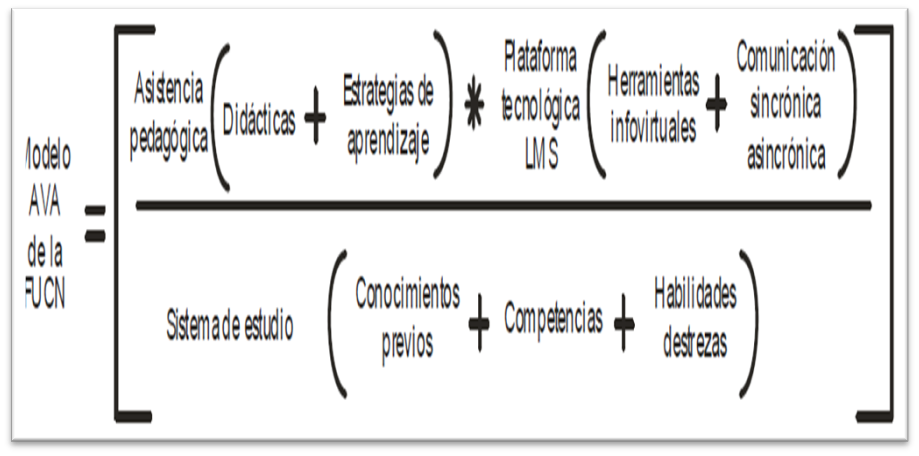 Modelo
AVA
de la
FUCN
=
[
Asistencia
pedagógica
(
Didácticas
+
Estrategias de
aprendizaje
)
*
Plataforma
tecnológica
LMS
(
Herramientas
infovirtuales
+
Comunicación
sincrónica
asincrónica
)
Sistema de estudio
(
Conocimientos
previos
+
Competencias
+
Habilidades
destrezas
)
]